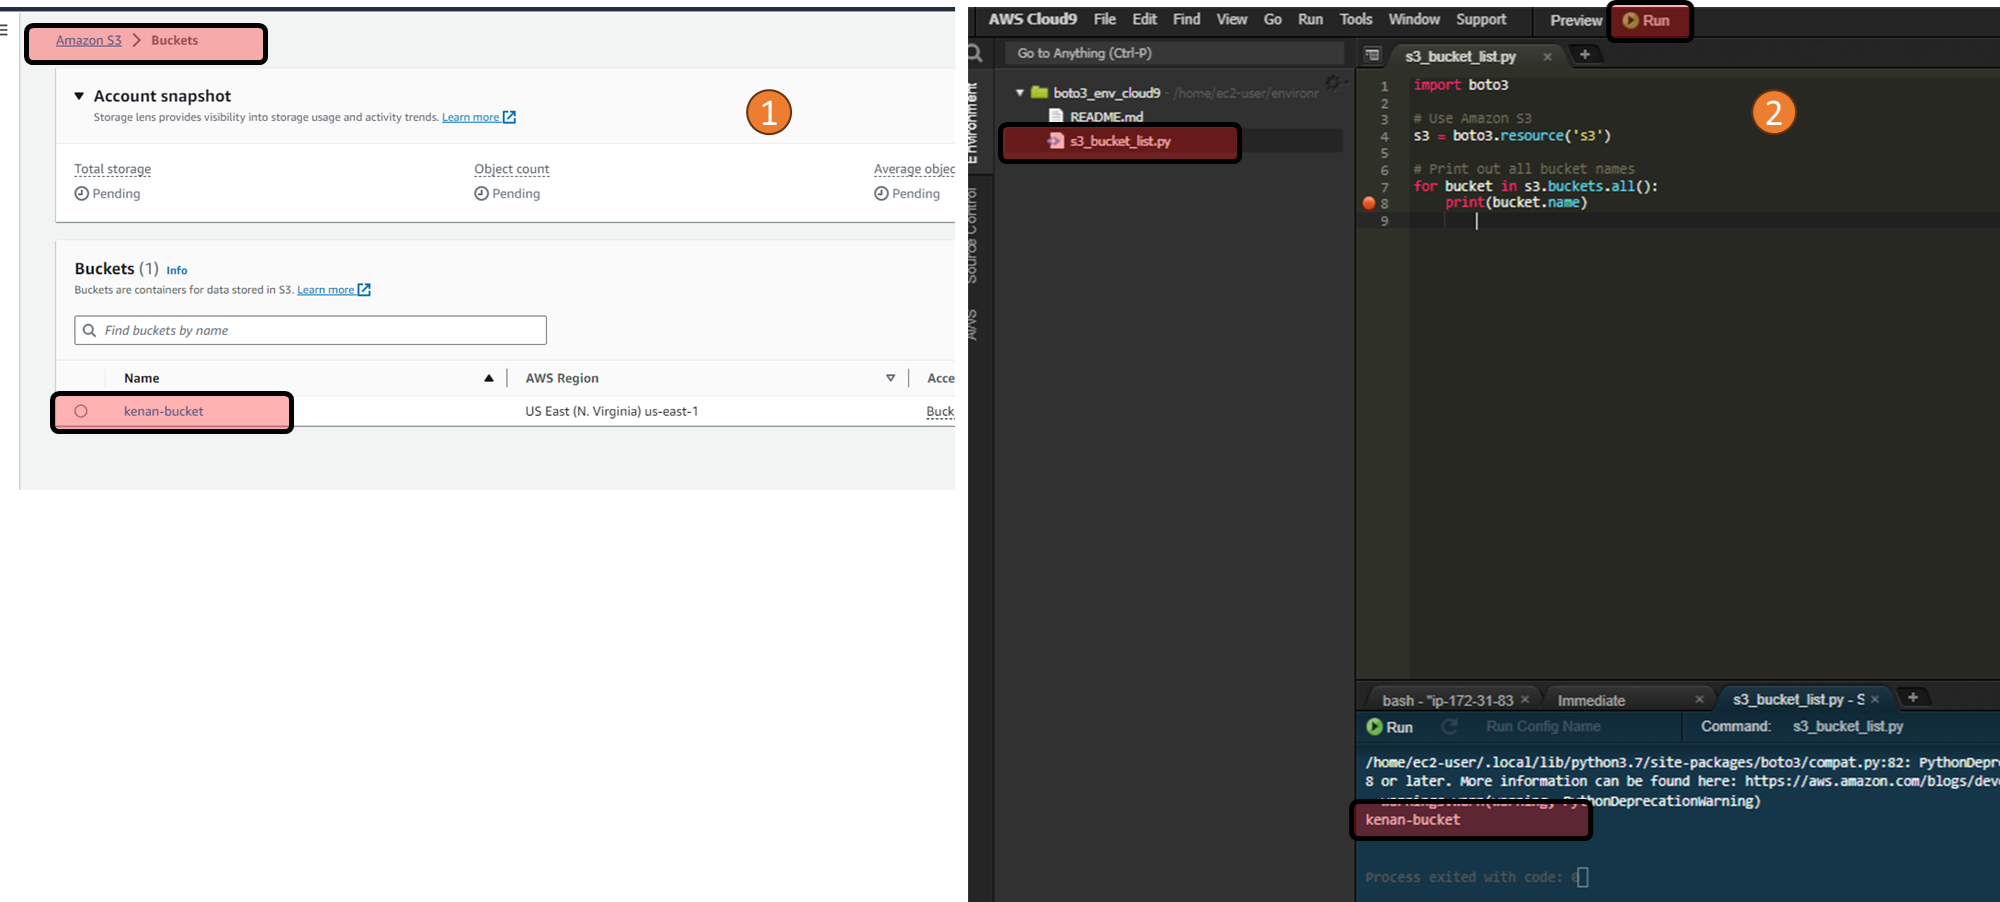 Amazon S3 > Buckets
Account snapshot
Storage lens provides visibility into storage usage and activity trends. Learn more
1
Total storage
Object count
Average objec
Pending
Pending
Pending
Buckets (1) Info
Buckets are containers for data stored in S3. Learn more
Find buckets by name
Name
AWS Region
Acce
kenan-bucket
US East (N. Virginia) us-east-1
Buck
AWS Cloud9 File Edit Find View Go Run Tools Window Support Preview Run
Go to Anything (Ctrl-P)
Environment
Source Control
AWS
boto3_env_cloud9 - /home/ec2-user/environr
README.md
s3_bucket_list.py
s3_bucket_list.py
2
1 import boto3
2
3 # Use Amazon S3
4 s3 = boto3.resource('s3')
5
6 # Print out all bucket names
7 for bucket in s3.buckets.all():
8 print(bucket.name)
9
bash - "ip-172-31-83
Immediate
s3_bucket_list.py - S
Run
Run Config Name
Command: s3_bucket_list.py
/home/ec2-user/.local/lib/python3.7/site-packages/boto3/compat.py:82: PythonDepr
8 or later. More information can be found here: https://aws.amazon.com/blogs/deve
warnings.warn(warning, PythonDeprecationWarning)
kenan-bucket
Process exited with code: 0